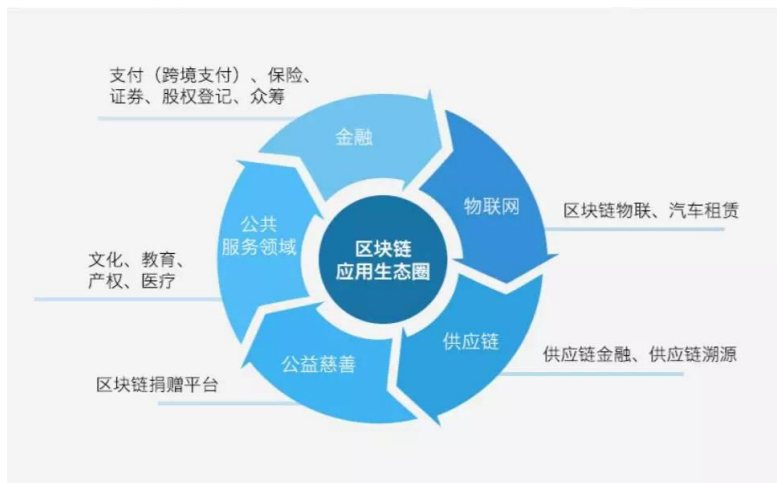 支付（跨境支付）、保险、
证券、股权登记、众筹
金融
物联网
区块链物联、汽车租赁
公共
服务领域
区块链
应用生态圈
文化、教育、
产权、医疗
供应链
供应链金融、供应链溯源
公益慈善
区块链捐赠平台